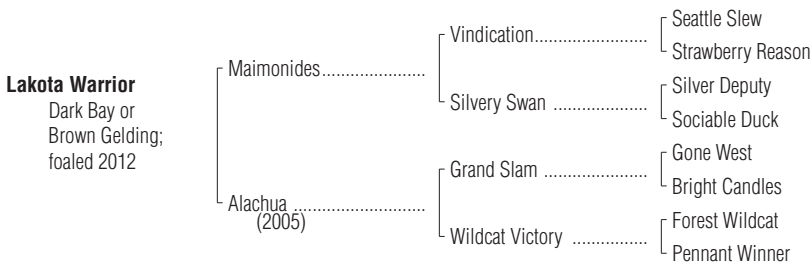 Seattle Slew
Vindication
Strawberry Reason
Maimonides
Silver Deputy
Silvery Swan
Sociable Duck
Lakota Warrior
Dark Bay or
Brown Gelding;
foaled 2012
Gone West
Grand Slam
Bright Candles
Alachua
(2005)
Forest Wildcat
Wildcat Victory
Pennant Winner